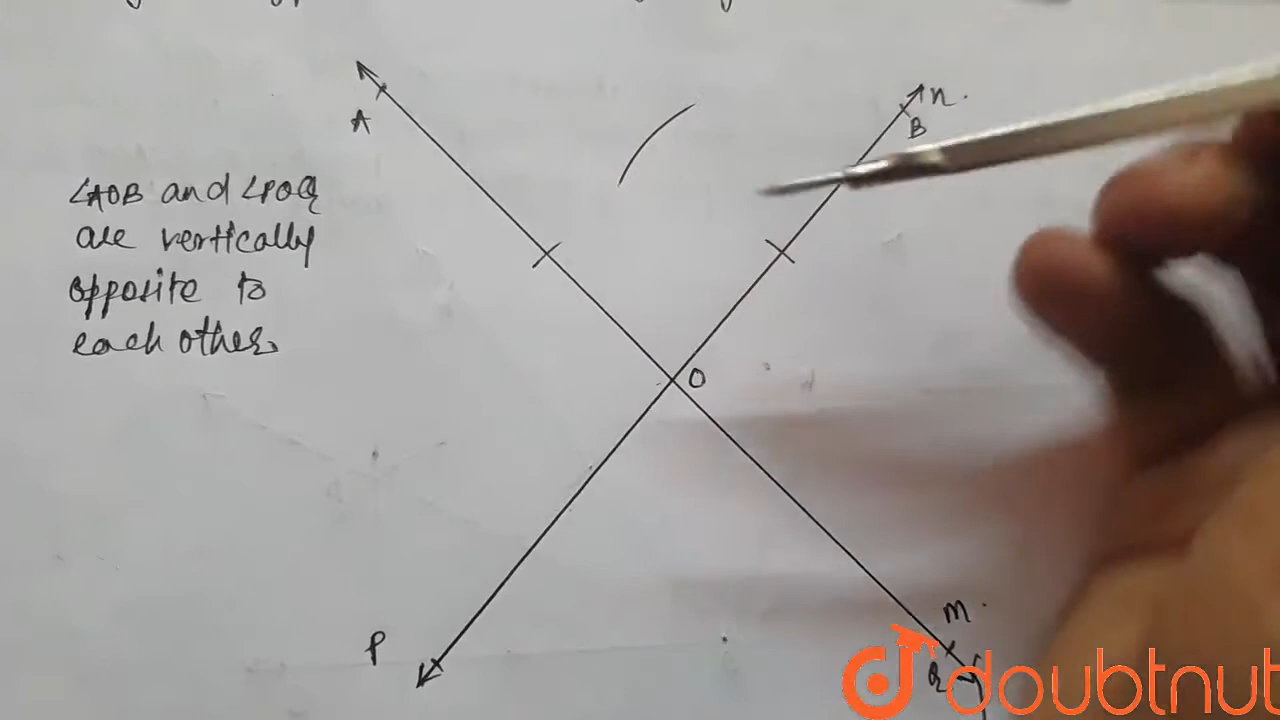 n.
A
B
∠AOB and ∠POQ
are vertically
opposite to
each other.
O
M.
P
Q
doubtnut